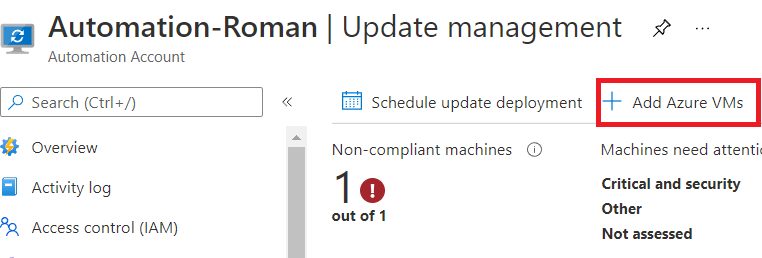 Automation-Roman | Update management
Automation Account
Search (Ctrl+/)
Overview
Activity log
Access control (IAM)
Schedule update deployment
Add Azure VMs
Non-compliant machines
1
out of 1
Machines need attenti
Critical and security
Other
Not assessed